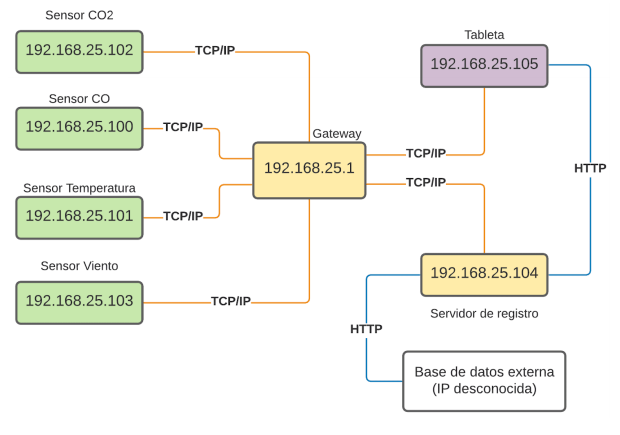 Sensor CO2
192.168.25.102
TCP/IP
Sensor CO
192.168.25.100
TCP/IP
Sensor Temperatura
192.168.25.101
TCP/IP
Sensor Viento
192.168.25.103
TCP/IP
Gateway
192.168.25.1
TCP/IP
TCP/IP
Tableta
192.168.25.105
HTTP
192.168.25.104
Servidor de registro
HTTP
Base de datos externa
(IP desconocida)